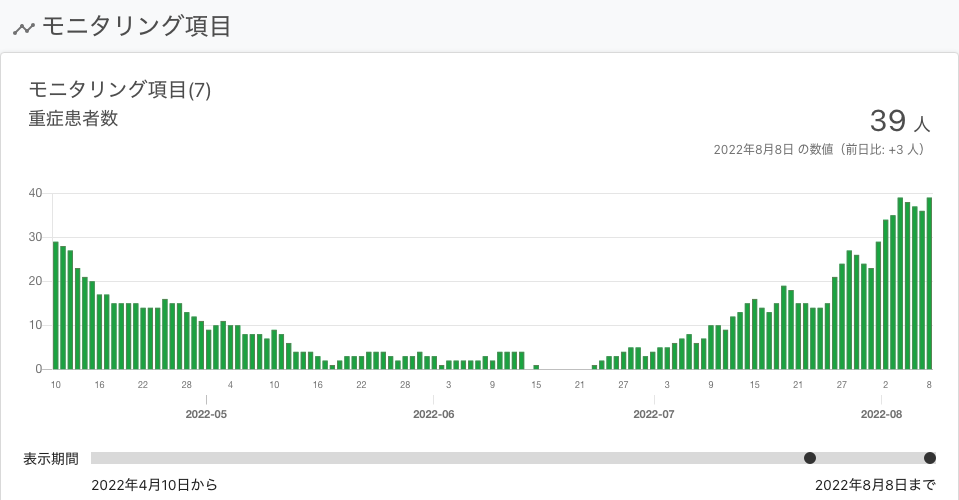 モニタリング項目
モニタリング項目(7)
重症患者数
39 人
2022年8月8日 の数値（前日比: +3 人）
40
30
20
10
0
10 16 22 28 4 10 16 22 28 3 9 15 21 27 3 9 15 21 27 2 8
2022-05 2022-06 2022-07 2022-08
表示期間
2022年4月10日から 2022年8月8日まで